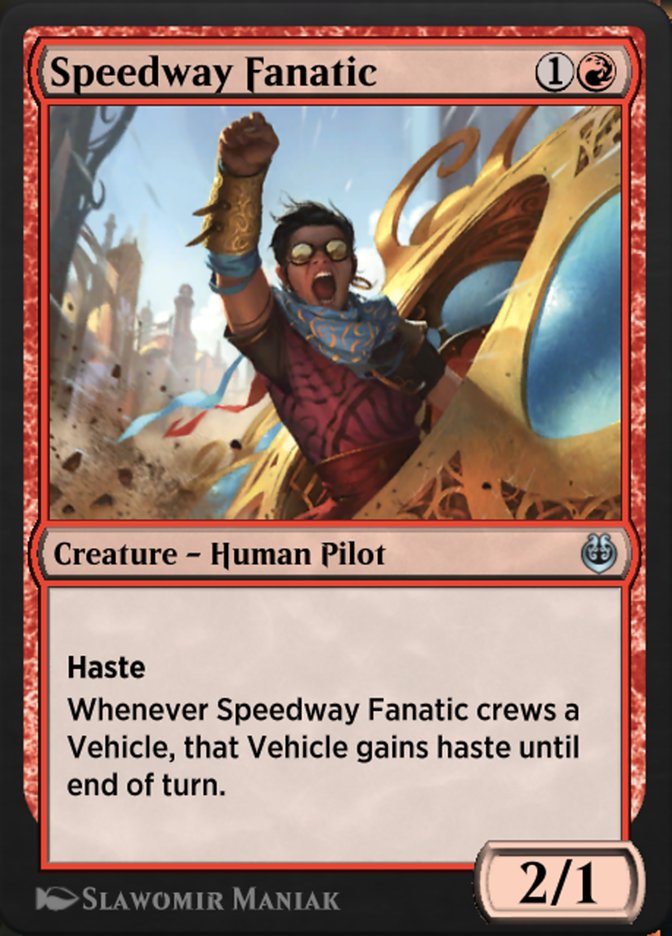 Speedway Fanatic 1
Creature – Human Pilot
Haste
Whenever Speedway Fanatic crews a
Vehicle, that Vehicle gains haste until
end of turn.
2/1
Slawomir Maniak